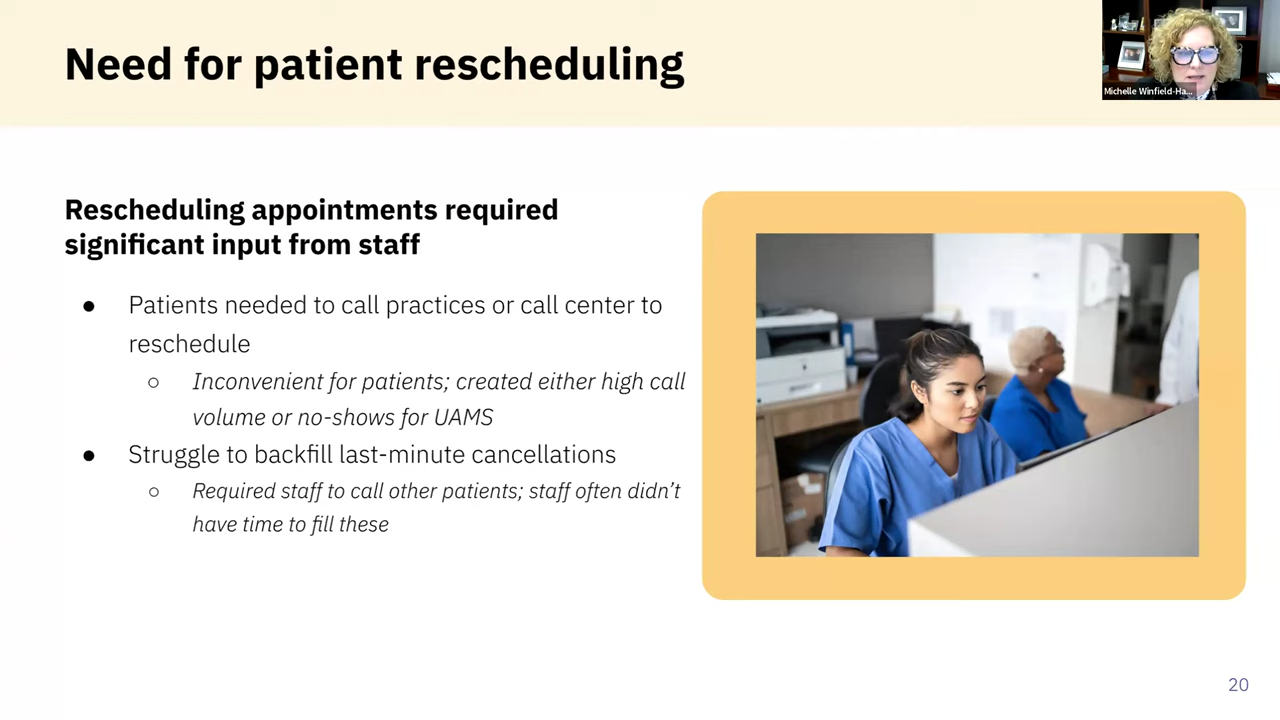 Need for patient rescheduling
Michelle Winfield-Ha...
Rescheduling appointments required
significant input from staff
● Patients needed to call practices or call center to
reschedule
○ Inconvenient for patients; created either high call
volume or no-shows for UAMS
● Struggle to backfill last-minute cancellations
○ Required staff to call other patients; staff often didn’t
have time to fill these
20